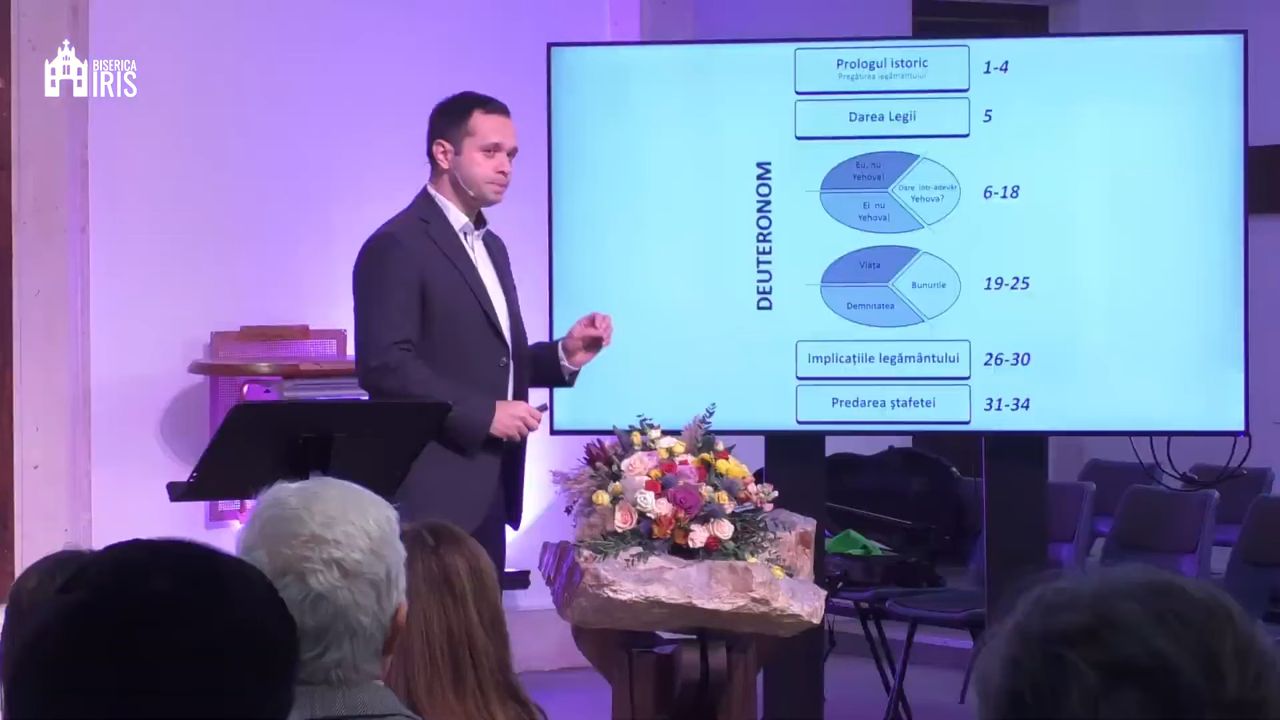 BISERICA
IRIS
DEUTERONOM
Prologul istoric
Pregătirea legământului
1-4
Darea Legii
5
Eu, nu
Yehova!
Ei nu
Yehova!
Oare într-adevăr
Yehova?
6-18
Viața
Demnitatea
Bunurile
19-25
Implicațiile legământului
26-30
Predarea ștafetei
31-34